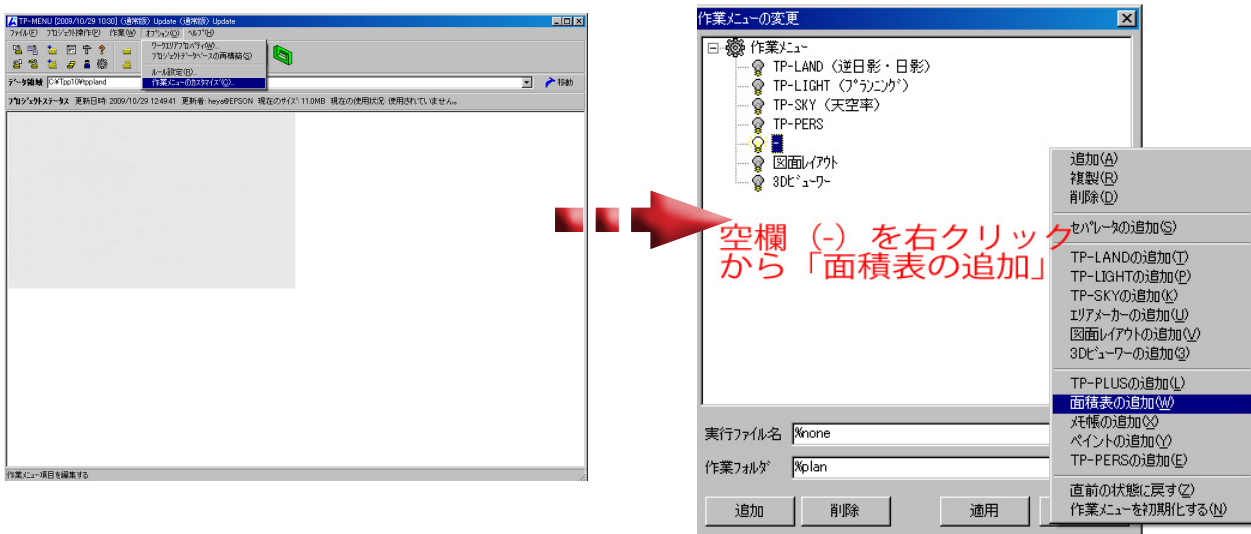 TP-MENU [2009/10/29 1030] (通常版) Update (通常版) Update
ファイル(F) プロジェクト操作(P) 作業(W) オプション(O) ヘルプ(H)
ワークエリアプロパティ(W)...
プロジェクトデータベースの再構築(S)
ルール設定(R)...
作業メニューのカスタマイズ(C)...
データ領域 C:¥Tpp10¥tppland 移動
プロジェクトステータス 更新日時: 2009/10/29 124941 更新者: heya@EPSON 現在のサイズ: 11.0MB 現在の使用状況: 使用されていません。
作業メニュー項目を編集する
作業メニューの変更
作業メニュー
TP-LAND (逆日影・日影)
TP-LIGHT (プランニング)
TP-SKY (天空率)
TP-PERS
-
図面レイアウト
3Dビューワー
空欄 (-) を右クリック
から「面積表の追加」
追加(A)
複製(R)
削除(D)
セパレータの追加(S)
TP-LANDの追加(T)
TP-LIGHTの追加(P)
TP-SKYの追加(K)
エリアメーカーの追加(U)
図面レイアウトの追加(V)
3Dビューワーの追加(3)
TP-PLUSの追加(L)
面積表の追加(W)
メモ帳の追加(X)
ペイントの追加(Y)
TP-PERSの追加(E)
直前の状態に戻す(Z)
作業メニューを初期化する(N)
実行ファイル名 %none
作業フォルダ %plan
追加 削除 適用